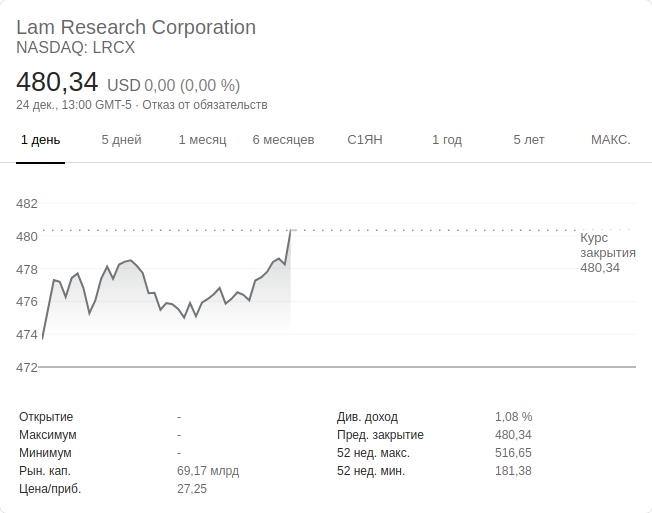 Lam Research Corporation
NASDAQ: LRCX
480,34 USD 0,00 (0,00 %)
24 дек., 13:00 GMT-5 · Отказ от обязательств
1 день 5 дней 1 месяц 6 месяцев С1ЯН 1 год 5 лет МАКС.
482
480
Курс
закрытия
480,34
478
476
474
472
Открытие - Див. доход 1,08 %
Максимум - Пред. закрытие 480,34
Минимум - 52 нед. макс. 516,65
Рын. кап. 69,17 млрд 52 нед. мин. 181,38
Цена/приб. 27,25